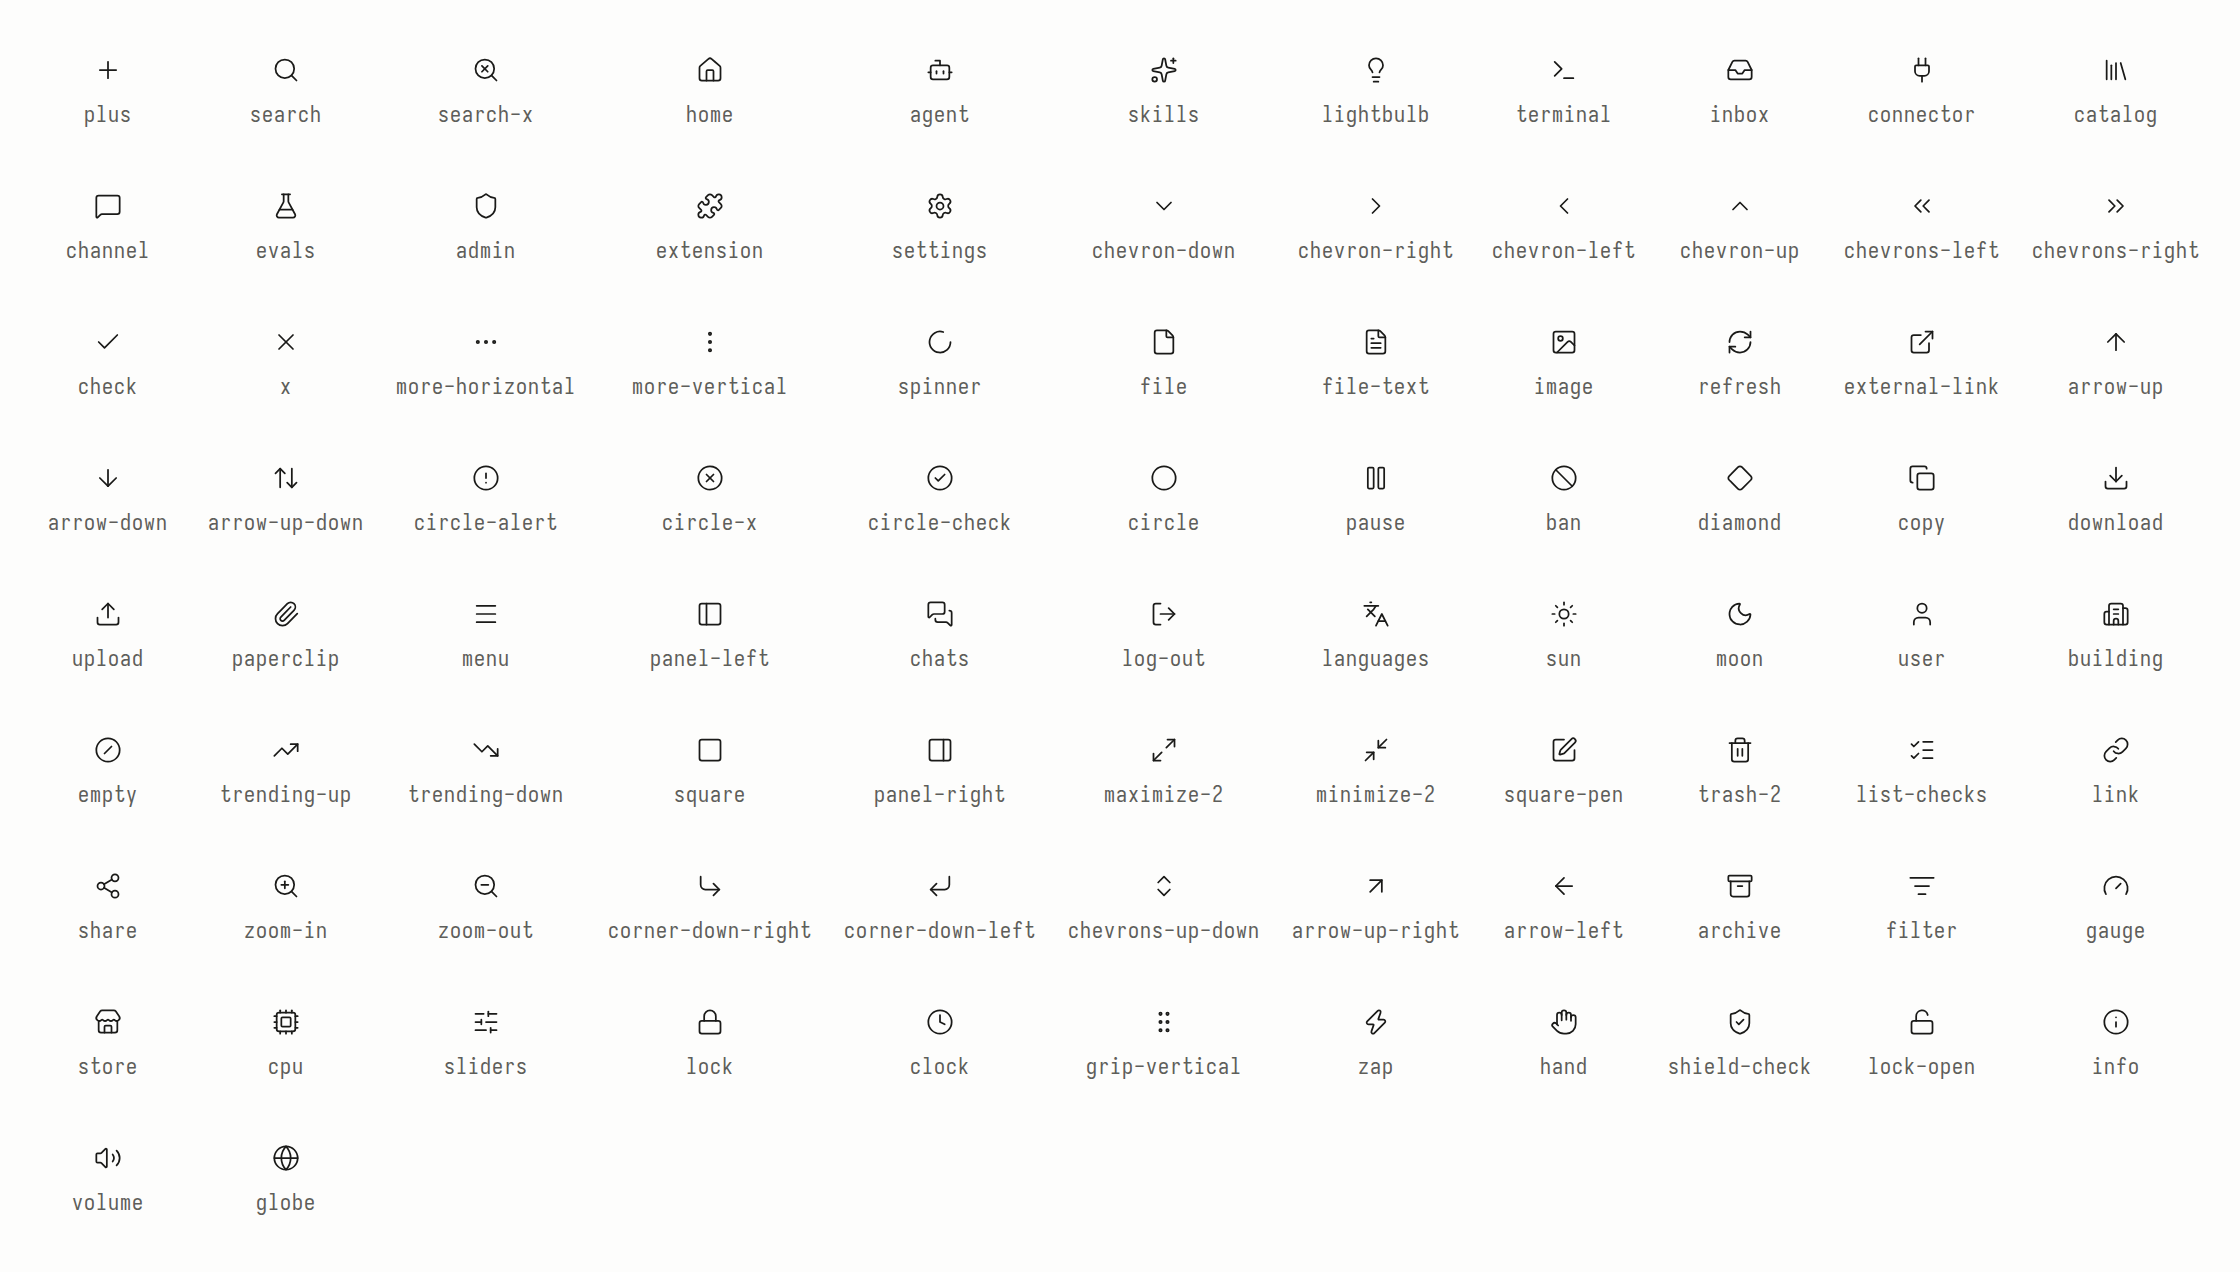 plus search search-x home agent skills lightbulb terminal inbox connector catalog
channel evals admin extension settings chevron-down chevron-right chevron-left chevron-up chevrons-left chevrons-right
check x more-horizontal more-vertical spinner file file-text image refresh external-link arrow-up
arrow-down arrow-up-down circle-alert circle-x circle-check circle pause ban diamond copy download
upload paperclip menu panel-left chats log-out languages sun moon user building
empty trending-up trending-down square panel-right maximize-2 minimize-2 square-pen trash-2 list-checks link
share zoom-in zoom-out corner-down-right corner-down-left chevrons-up-down arrow-up-right arrow-left archive filter gauge
store cpu sliders lock clock grip-vertical zap hand shield-check lock-open info
volume globe